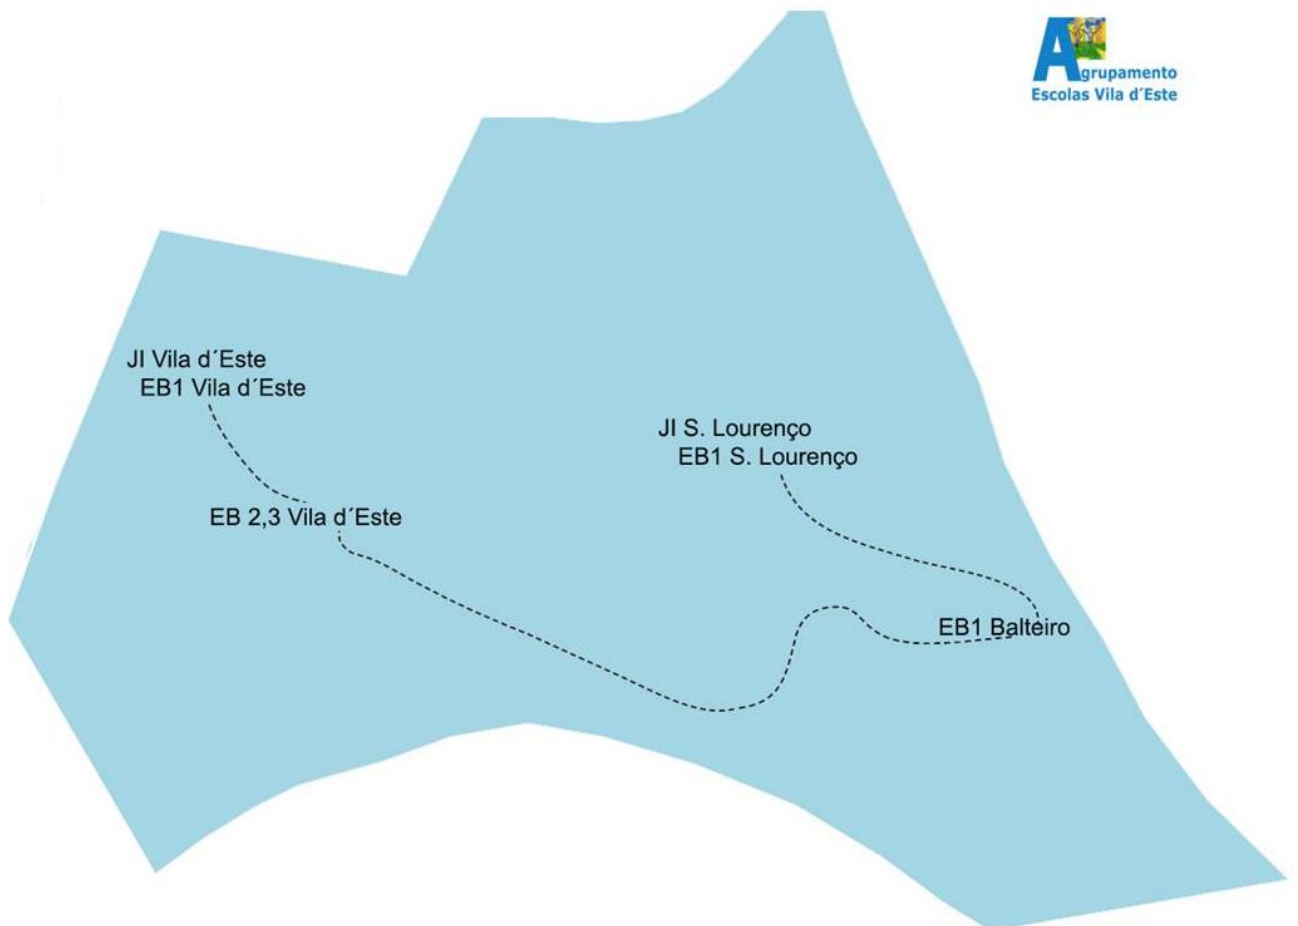 Agrupamento
Escolas Vila d´Este
JI Vila d´Este
EB1 Vila d´Este
JI S. Lourenço
EB1 S. Lourenço
EB 2,3 Vila d´Este
EB1 Balteiro